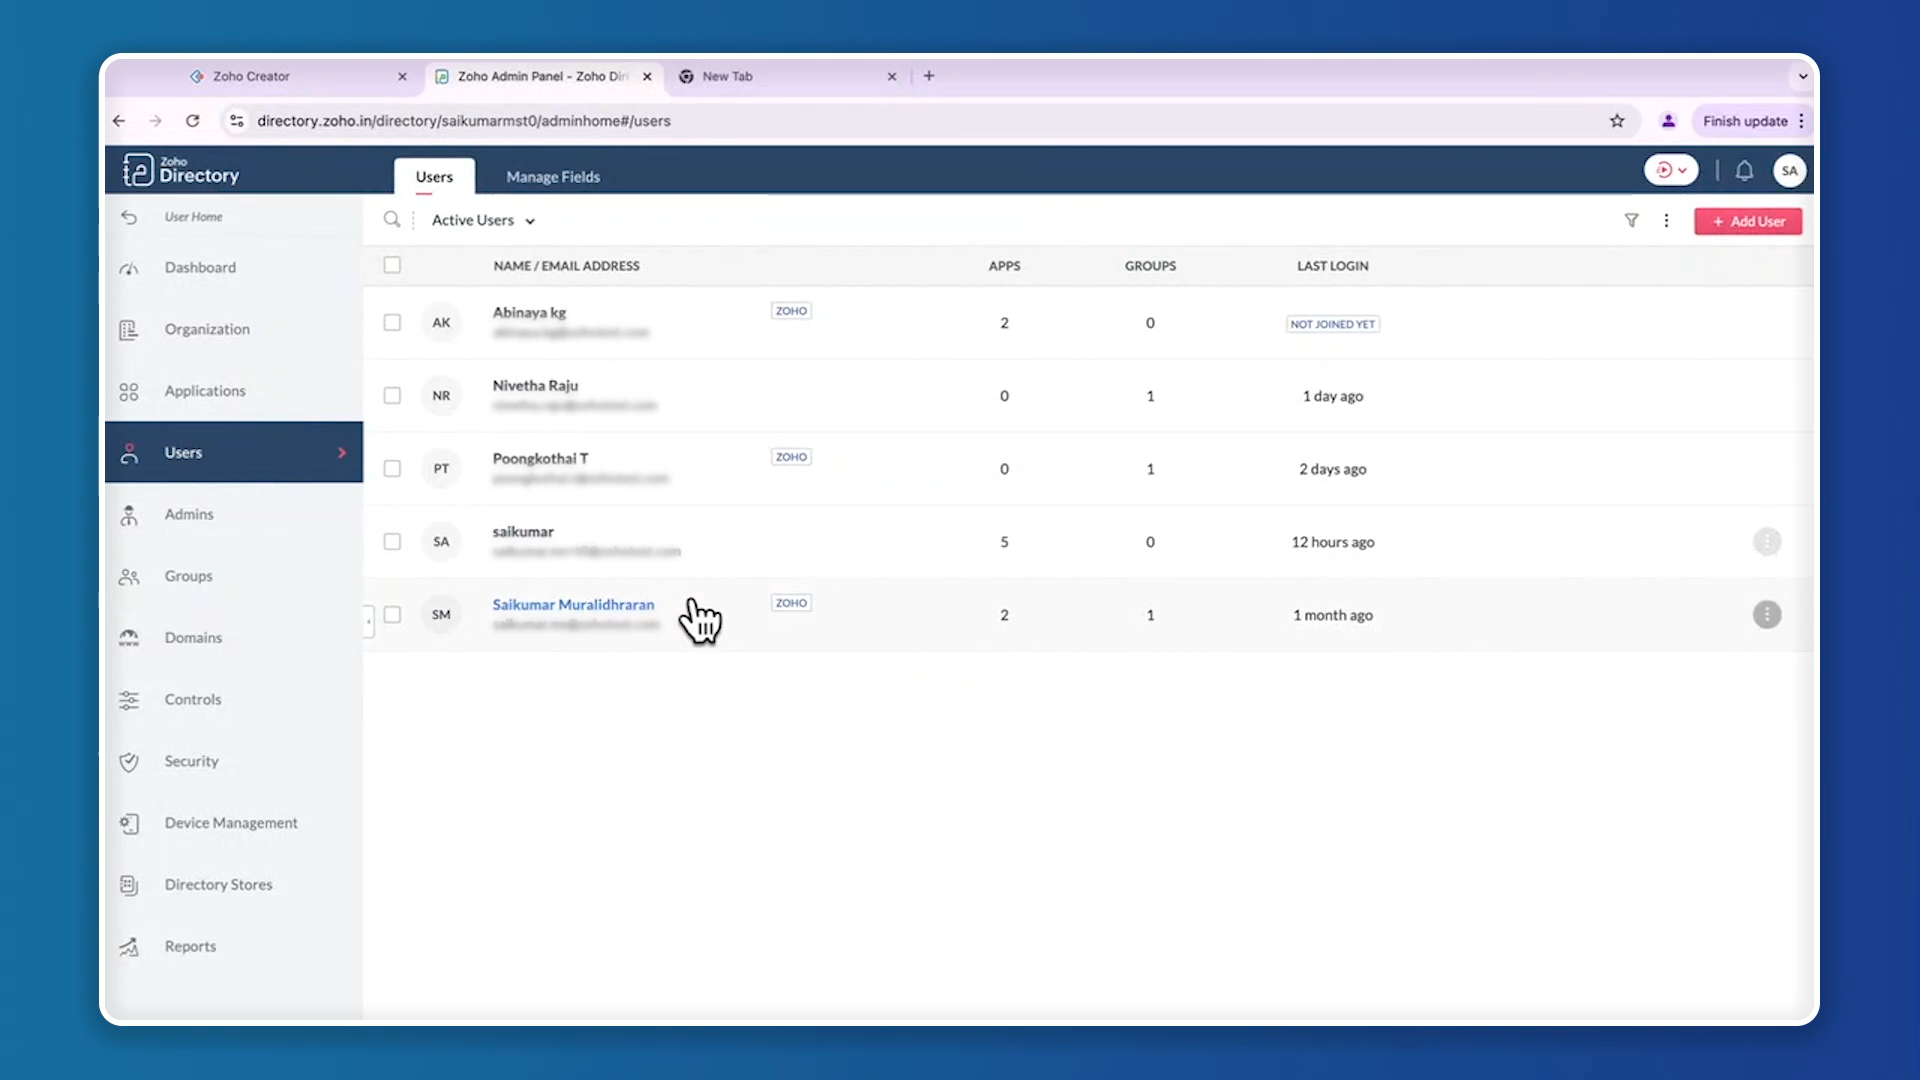 Zoho Creator
Zoho Admin Panel - Zoho Dir
New Tab
directory.zoho.in/directory/saikumarmst0/adminhome#/users
Finish update
Zoho
Directory
Users
Manage Fields
SA
User Home
Active Users
+ Add User
Dashboard
Organization
Applications
Users
Admins
Groups
Domains
Controls
Security
Device Management
Directory Stores
Reports
NAME / EMAIL ADDRESS APPS GROUPS LAST LOGIN
AK Abinaya kg ZOHO 2 0 NOT JOINED YET
NR Nivetha Raju 0 1 1 day ago
PT Poongkothai T ZOHO 0 1 2 days ago
SA saikumar 5 0 12 hours ago
SM Saikumar Muralidhraran ZOHO 2 1 1 month ago